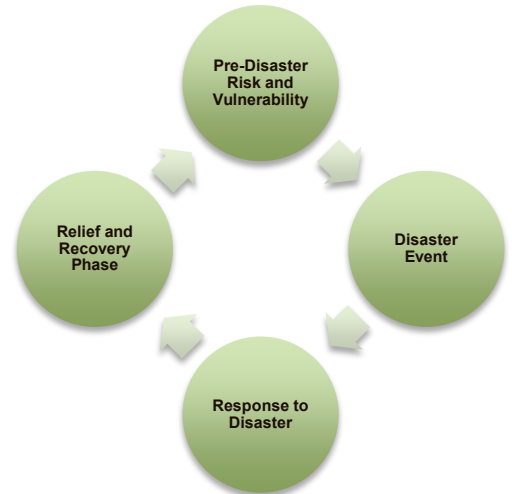 Pre-Disaster
Risk and
Vulnerability
Disaster
Event
Response to
Disaster
Relief and
Recovery
Phase